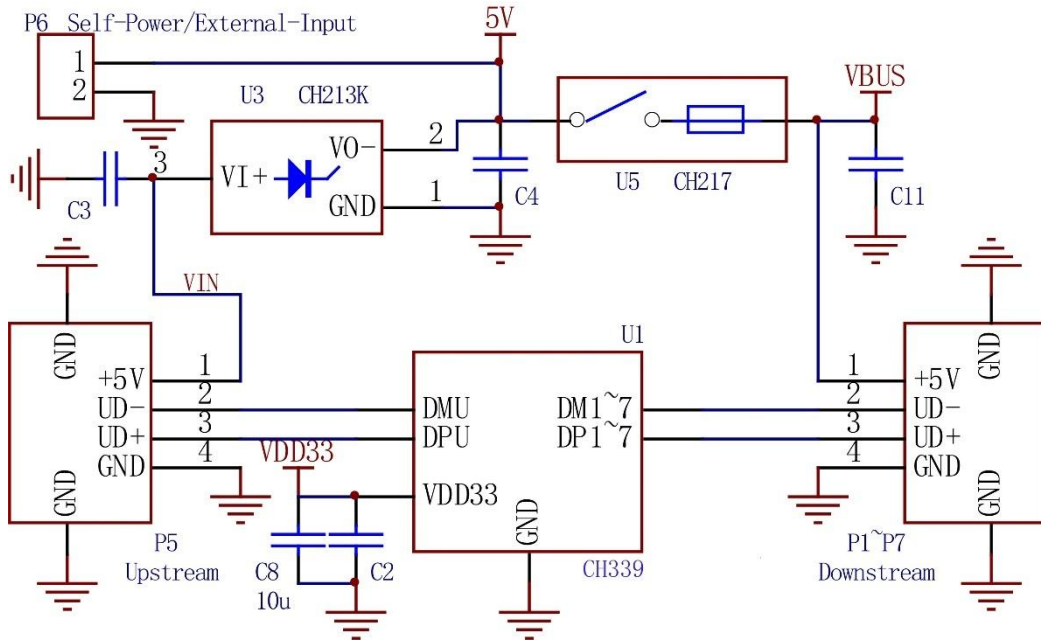 P6 Self-Power/External-Input
5V
1
2
U3 CH213K
VBUS
VO-
2
3
VI+
GND
1
C3
C4
U5 CH217
C11
VIN
U1
GND
+5V
1
UD-
2
UD+
3
GND
4
GND
DMU
DPU
DM1~7
DP1~7
VDD33
VDD33
GND
GND
1
+5V
2
UD-
3
UD+
4
GND
GND
P5
Upstream
C8
10u
C2
CH339
P1~P7
Downstream